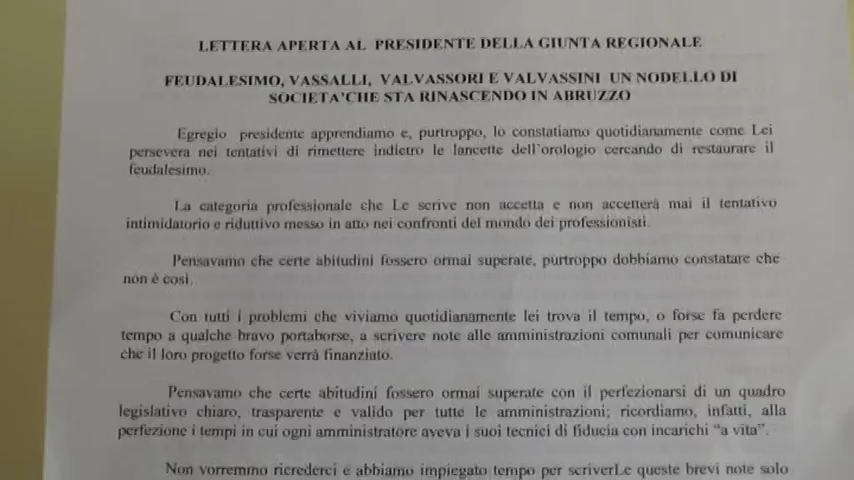 LETTERA APERTA AL PRESIDENTE DELLA GIUNTA REGIONALE
FEUDALESIMO, VASSALLI, VALVASSORI E VALVASSINI UN NODELLO DI
SOCIETA'CHE STA RINASCENDO IN ABRUZZO
Egregio presidente apprendiamo e, purtroppo, lo constatiamo quotidianamente come Lei
persevera nei tentativi di rimettere indietro le lancette dell'orologio cercando di restaurare il
feudalesimo.
La categoria professionale che Le scrive non accetta e non accetterà mai il tentativo
intimidatorio e riduttivo messo in atto nei confronti del mondo dei professionisti.
Pensavamo che certe abitudini fossero ormai superate, purtroppo dobbiamo constatare che
non è così.
Con tutti i problemi che viviamo quotidianamente lei trova il tempo, o forse fa perdere
tempo a qualche bravo portaborse, a scrivere note alle amministrazioni comunali per comunicare
che il loro progetto forse verrà finanziato.
Pensavamo che certe abitudini fossero ormai superate con il perfezionarsi di un quadro
legislativo chiaro, trasparente e valido per tutte le amministrazioni; ricordiamo, infatti, alla
perfezione i tempi in cui ogni amministratore aveva i suoi tecnici di fiducia con incarichi "a vita".
Non vorremmo ricrederci e abbiamo impiegato tempo per scriverLe queste brevi note solo